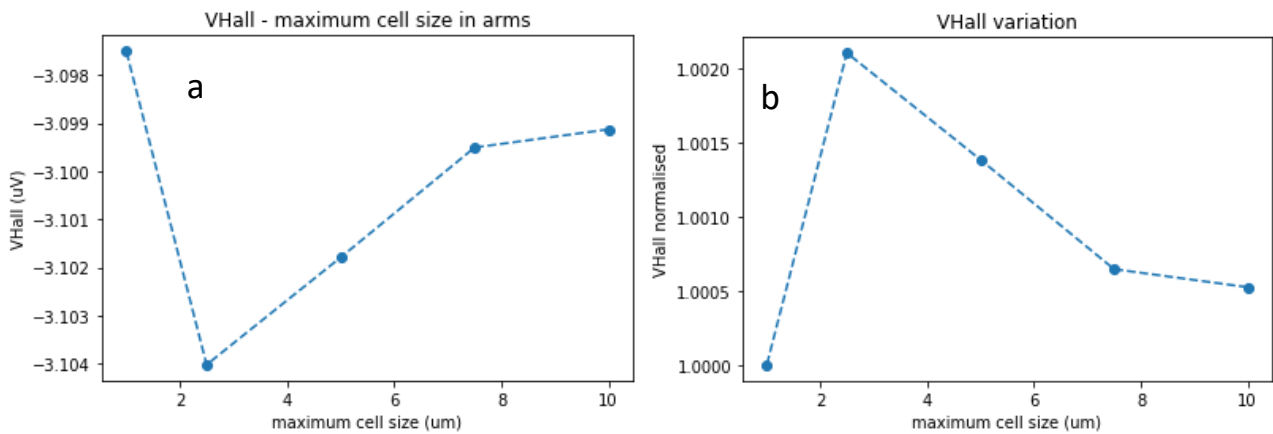 VHall - maximum cell size in arms
a
VHall (uV)
−3.098
−3.099
−3.100
−3.101
−3.102
−3.103
−3.104
2
4
6
8
10
maximum cell size (um)
VHall variation
b
VHall normalised
1.0020
1.0015
1.0010
1.0005
1.0000
2
4
6
8
10
maximum cell size (um)